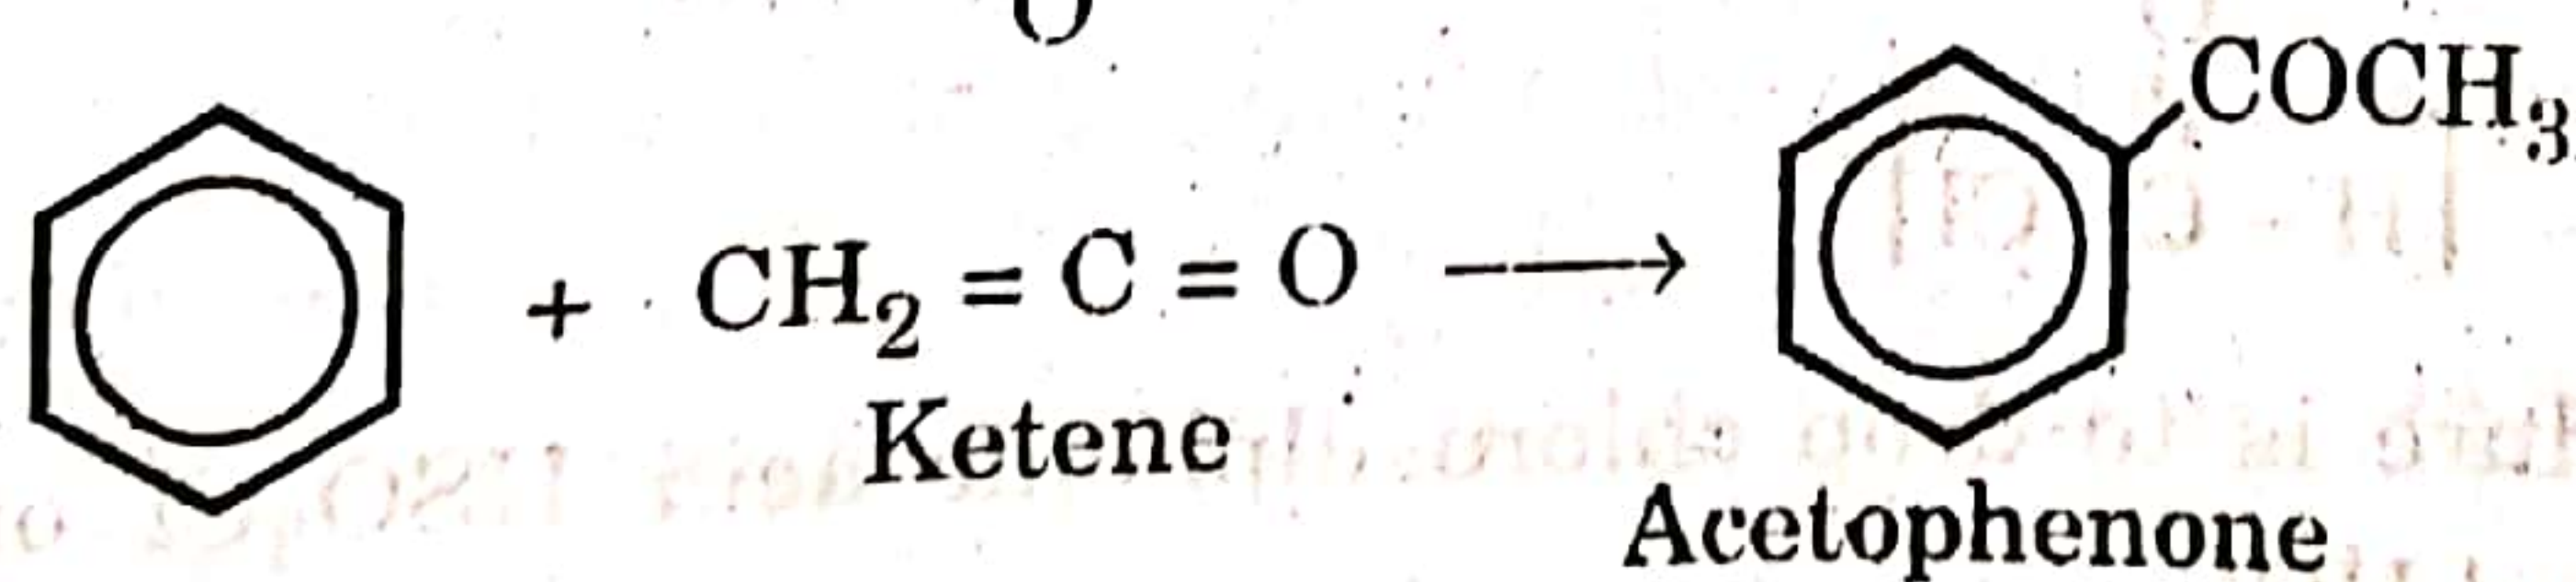 O
COCH₃
+ CH₂ = C = O ⟶
Ketene
Acetophenone